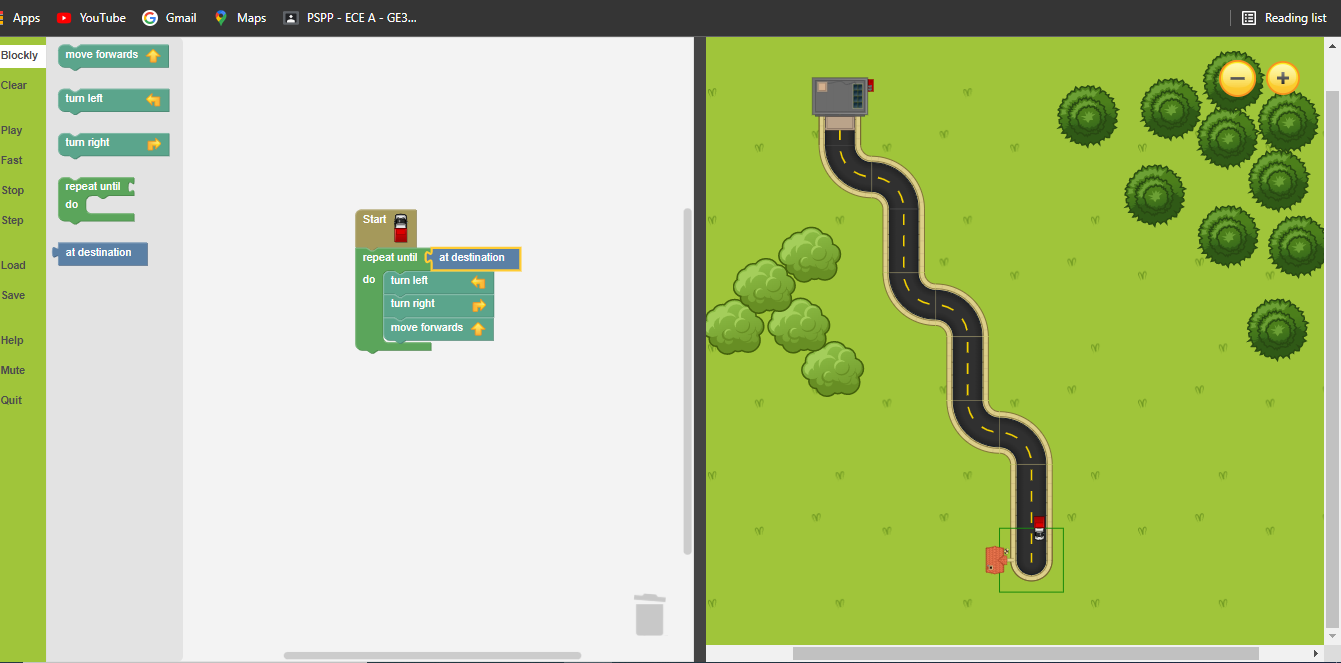 Apps YouTube Gmail Maps PSPP - ECE A - GE3... Reading list
Blockly
Clear
Play
Fast
Stop
Step
Load
Save
Help
Mute
Quit
move forwards
turn left
turn right
repeat until
do
at destination
Start
repeat until at destination
do turn left
turn right
move forwards